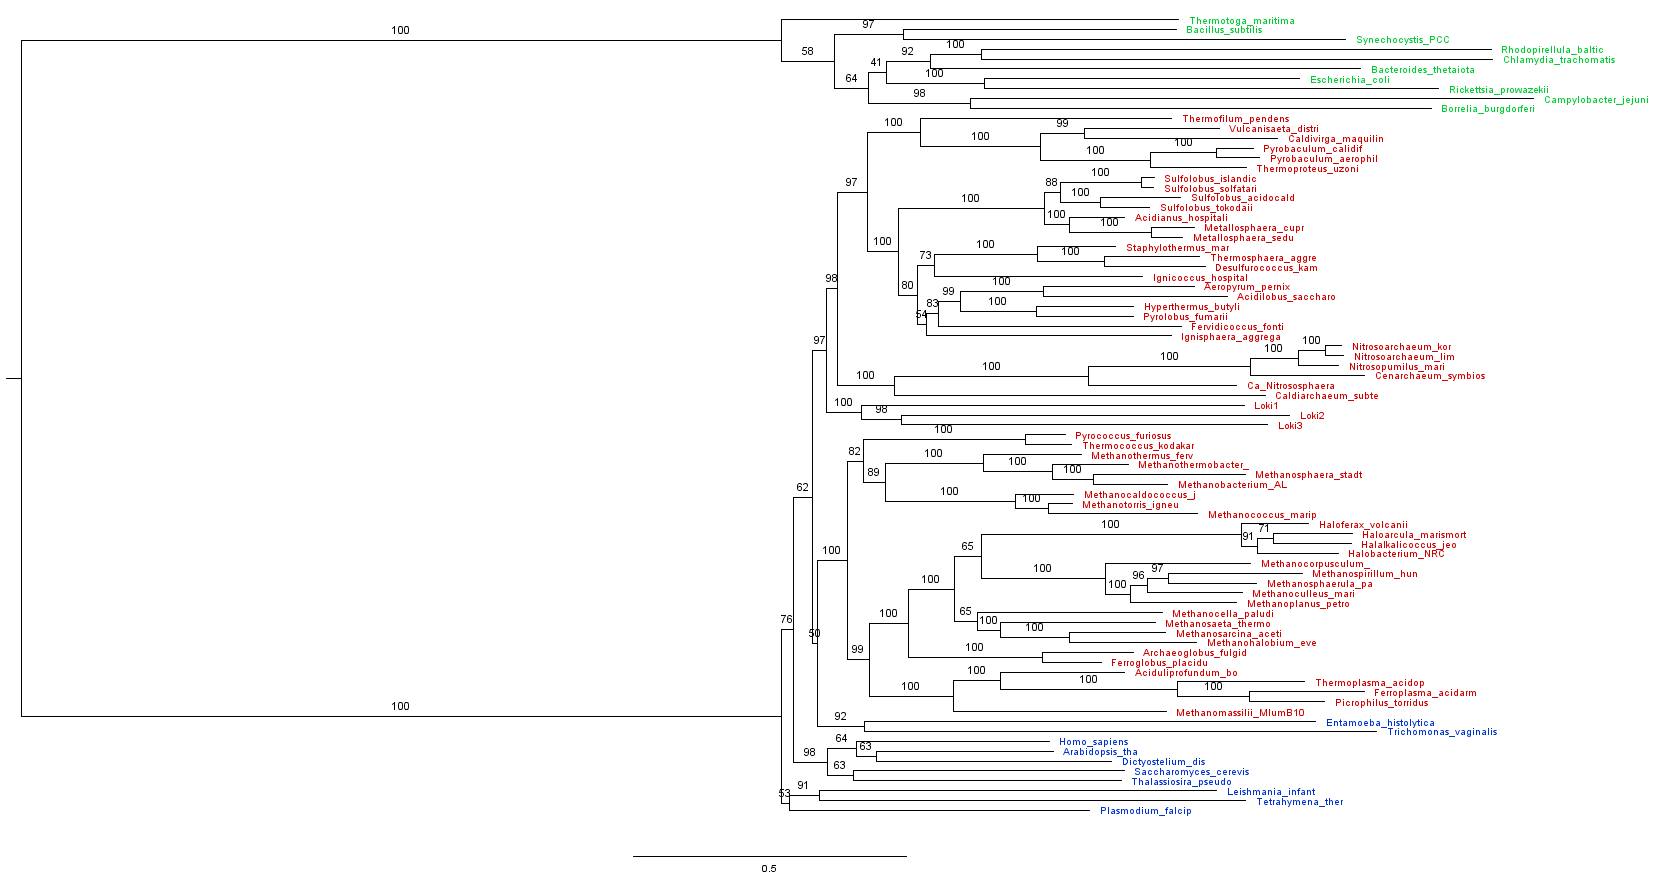 Thermotoga_maritima
97
Bacillus_subtilis
100
Synechocystis_PCC
58
100
92
Rhodopirellula_baltic
Chlamydia_trachomatis
41
Bacteroides_thetaiota
100
64
Escherichia_coli
Rickettsia_prowazekii
98
Campylobacter_jejuni
Borrelia_burgdorferi
100
Thermofilum_pendens
99
Vulcanisaeta_distri
100
Caldivirga_maquilin
100
100
Pyrobaculum_calidif
Pyrobaculum_aerophil
Thermoproteus_uzoni
97
100
88
Sulfolobus_islandic
Sulfolobus_solfatari
100
Sulfolobus_acidocald
100
Sulfolobus_tokodaii
100
Acidianus_hospitali
100
Metallosphaera_cupr
Metallosphaera_sedu
100
100
Staphylothermus_mar
100
73
Thermosphaera_aggre
Desulfurococcus_kam
98
Ignicoccus_hospital
100
80
Aeropyrum_pernix
99
Acidilobus_saccharo
83
100
Hyperthermus_butyli
54
Pyrolobus_fumarii
Fervidicoccus_fonti
Ignisphaera_aggrega
97
100
Nitrosoarchaeum_kor
100
Nitrosoarchaeum_lim
100
Nitrosopumilus_mari
100
Cenarchaeum_symbios
100
Ca_Nitrososphaera
Caldiarchaeum_subte
100
Loki1
98
Loki2
Loki3
100
Pyrococcus_furiosus
Thermococcus_kodakar
82
100
Methanothermus_ferv
100
Methanothermobacter_
89
100
Methanosphaera_stadt
Methanobacterium_AL
62
100
Methanocaldococcus_j
100
Methanotorris_igneu
Methanococcus_marip
100
Haloferax_volcanii
71
Haloarcula_marismort
91
Halalkalicoccus_jeo
65
Halobacterium_NRC
100
Methanocorpusculum_
100
97
Methanospirillum_hun
96
100
Methanosphaerula_pa
100
Methanoculleus_mari
Methanoplanus_petro
100
65
Methanocella_paludi
76
100
Methanosaeta_thermo
50
100
Methanosarcina_aceti
Methanohalobium_eve
99
100
Archaeoglobus_fulgid
Ferroglobus_placidu
100
Aciduliprofundum_bo
100
100
Thermoplasma_acidop
100
Ferroplasma_acidarm
Picrophilus_torridus
100
Methanomassilii_MlumB10
92
Entamoeba_histolytica
Trichomonas_vaginalis
64
Homo_sapiens
98
63
Arabidopsis_tha
Dictyostelium_dis
63
Saccharomyces_cerevis
Thalassiosira_pseudo
53
91
Leishmania_infant
Tetrahymena_ther
Plasmodium_falcip
0.5